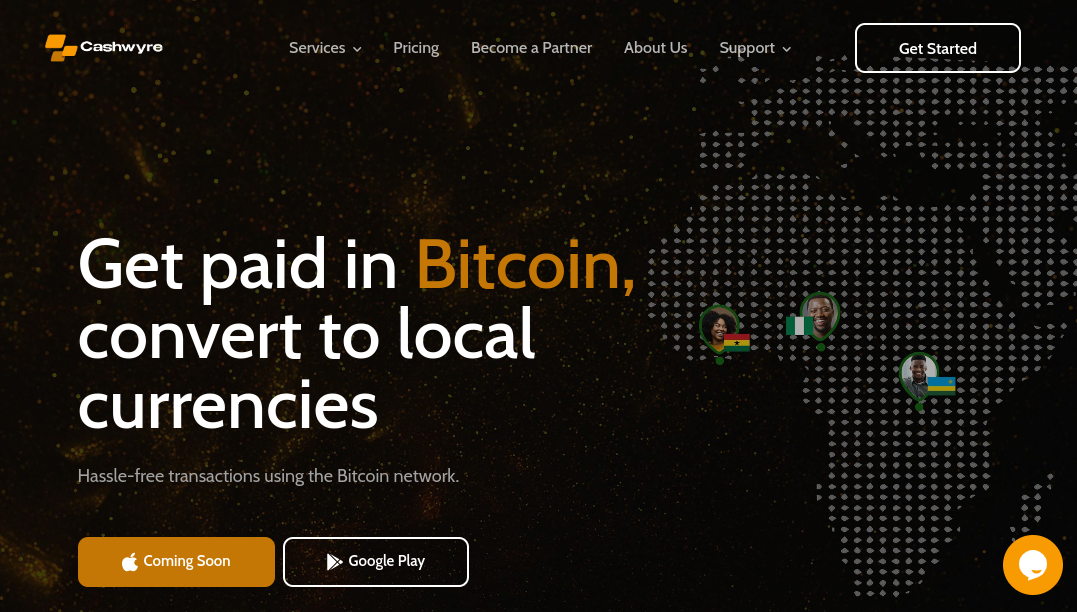 Cashwyre
Services
Pricing
Become a Partner
About Us
Support
Get Started
Get paid in Bitcoin,
convert to local
currencies
Hassle-free transactions using the Bitcoin network.
Coming Soon
Google Play